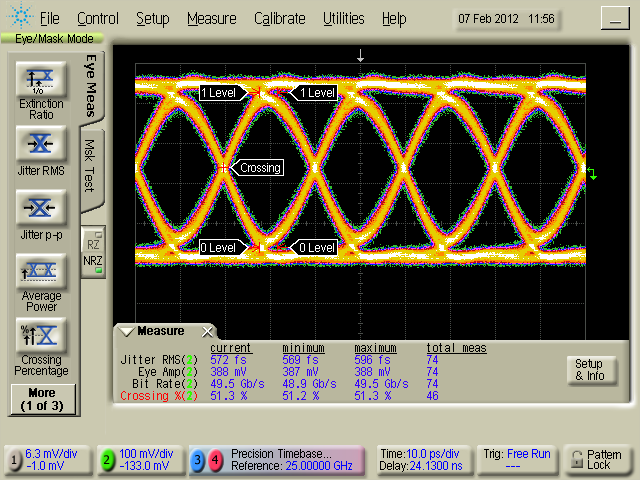 File Control Setup Measure Calibrate Utilities Help 07 Feb 2012 11:56
Eye/Mask Mode
Eye Meas
Msk Test
1/0
Extinction
Ratio
Jitter RMS
Jitter p-p
RZ
NRZ
Average
Power
%
Crossing
Percentage
More
(1 of 3)
1 Level 1 Level
Crossing
0 Level 0 Level
Measure
current minimum maximum total meas
Jitter RMS(2) 572 fs 569 fs 596 fs 74
Eye Amp(2) 388 mV 387 mV 388 mV 74
Bit Rate(2) 49.5 Gb/s 48.9 Gb/s 49.5 Gb/s 74
Crossing %(2) 51.3 % 51.2 % 51.3 % 46
Setup
& Info
1 6.3 mV/div
-1.0 mV
2 100 mV/div
-133.0 mV
3 4 Precision Timebase...
Reference: 25.00000 GHz
Time:10.0 ps/div
Delay:24.1300 ns
Trig: Free Run
---
Pattern
Lock